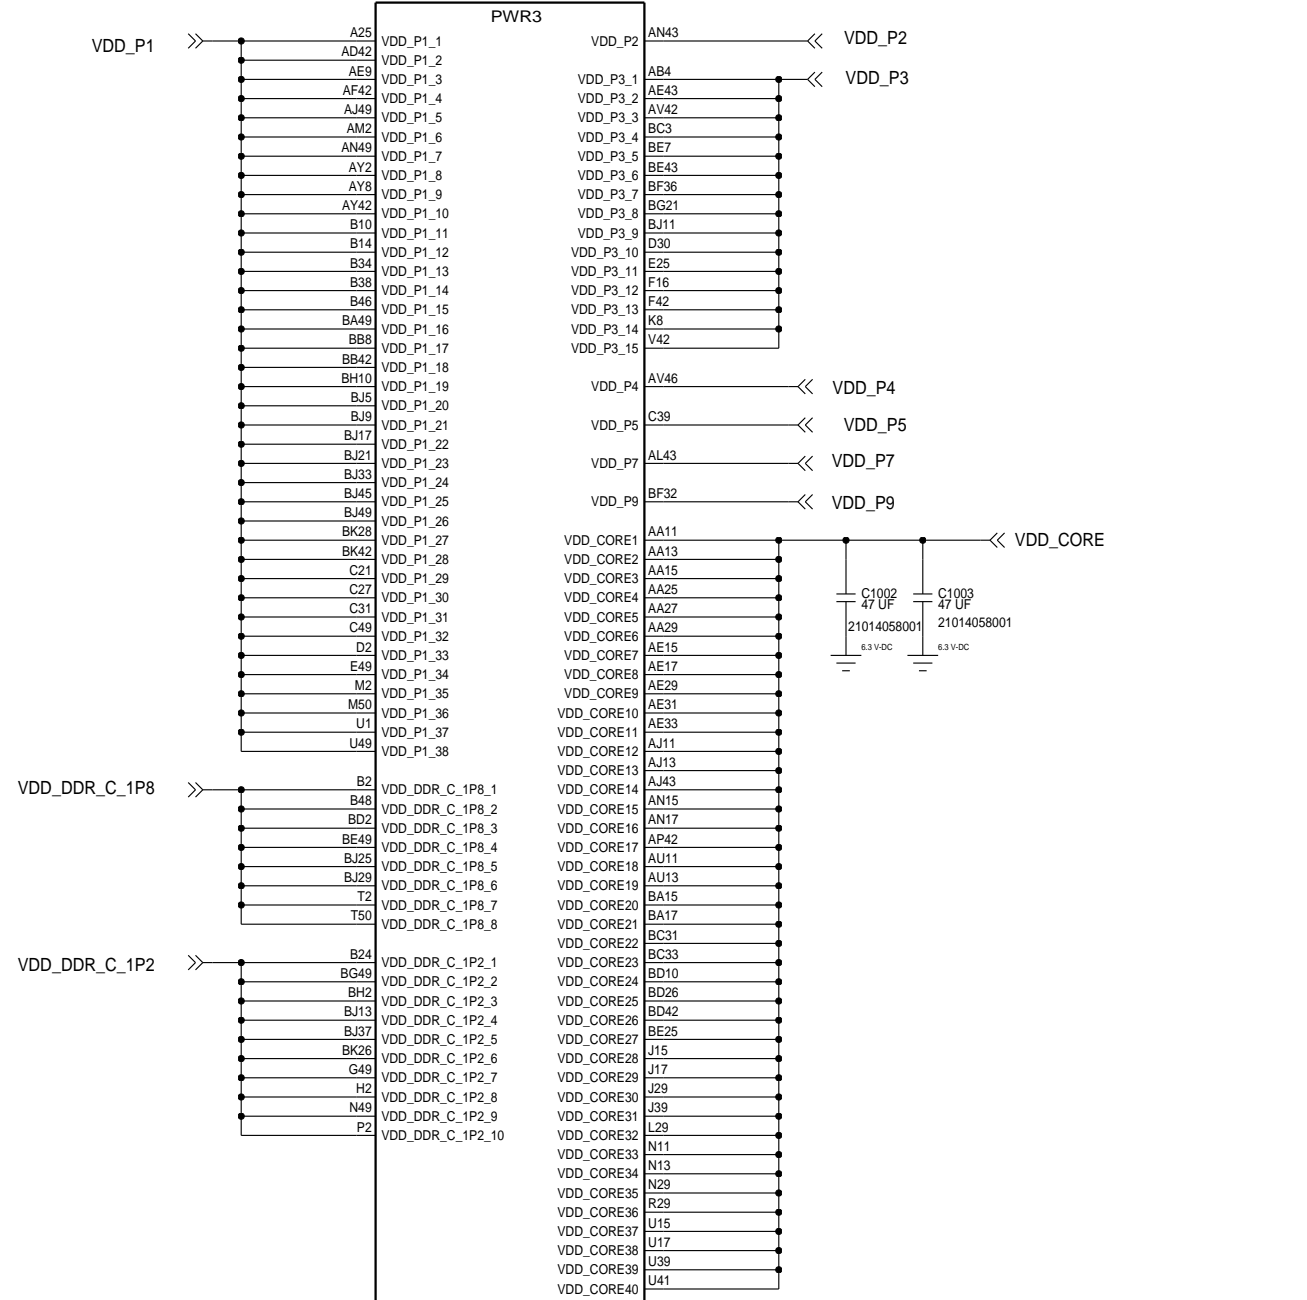 PWR3
VDD_P1
A25 VDD_P1_1
AD42 VDD_P1_2
AE9 VDD_P1_3
AF42 VDD_P1_4
AJ49 VDD_P1_5
AM2 VDD_P1_6
AN49 VDD_P1_7
AY2 VDD_P1_8
AY8 VDD_P1_9
AY42 VDD_P1_10
B10 VDD_P1_11
B14 VDD_P1_12
B34 VDD_P1_13
B38 VDD_P1_14
B46 VDD_P1_15
BA49 VDD_P1_16
BB8 VDD_P1_17
BB42 VDD_P1_18
BH10 VDD_P1_19
BJ5 VDD_P1_20
BJ9 VDD_P1_21
BJ17 VDD_P1_22
BJ21 VDD_P1_23
BJ33 VDD_P1_24
BJ45 VDD_P1_25
BJ49 VDD_P1_26
BK28 VDD_P1_27
BK42 VDD_P1_28
C21 VDD_P1_29
C27 VDD_P1_30
C31 VDD_P1_31
C49 VDD_P1_32
D2 VDD_P1_33
E49 VDD_P1_34
M2 VDD_P1_35
M50 VDD_P1_36
U1 VDD_P1_37
U49 VDD_P1_38
VDD_DDR_C_1P8
B2 VDD_DDR_C_1P8_1
B48 VDD_DDR_C_1P8_2
BD2 VDD_DDR_C_1P8_3
BE49 VDD_DDR_C_1P8_4
BJ25 VDD_DDR_C_1P8_5
BJ29 VDD_DDR_C_1P8_6
T2 VDD_DDR_C_1P8_7
T50 VDD_DDR_C_1P8_8
VDD_DDR_C_1P2
B24 VDD_DDR_C_1P2_1
BG49 VDD_DDR_C_1P2_2
BH2 VDD_DDR_C_1P2_3
BJ13 VDD_DDR_C_1P2_4
BJ37 VDD_DDR_C_1P2_5
BK26 VDD_DDR_C_1P2_6
G49 VDD_DDR_C_1P2_7
H2 VDD_DDR_C_1P2_8
N49 VDD_DDR_C_1P2_9
P2 VDD_DDR_C_1P2_10
VDD_P2 AN43 VDD_P2
VDD_P3_1 AB4 VDD_P3
VDD_P3_2 AE43
VDD_P3_3 AV42
VDD_P3_4 BC3
VDD_P3_5 BE7
VDD_P3_6 BE43
VDD_P3_7 BF36
VDD_P3_8 BG21
VDD_P3_9 BJ11
VDD_P3_10 D30
VDD_P3_11 E25
VDD_P3_12 F16
VDD_P3_13 F42
VDD_P3_14 K8
VDD_P3_15 V42
VDD_P4 AV46 VDD_P4
VDD_P5 C39 VDD_P5
VDD_P7 AL43 VDD_P7
VDD_P9 BF32 VDD_P9
VDD_CORE1 AA11 VDD_CORE
VDD_CORE2 AA13
VDD_CORE3 AA15
VDD_CORE4 AA25
VDD_CORE5 AA27
VDD_CORE6 AA29
VDD_CORE7 AE15
VDD_CORE8 AE17
VDD_CORE9 AE29
VDD_CORE10 AE31
VDD_CORE11 AE33
VDD_CORE12 AJ11
VDD_CORE13 AJ13
VDD_CORE14 AJ43
VDD_CORE15 AN15
VDD_CORE16 AN17
VDD_CORE17 AP42
VDD_CORE18 AU11
VDD_CORE19 AU13
VDD_CORE20 BA15
VDD_CORE21 BA17
VDD_CORE22 BC31
VDD_CORE23 BC33
VDD_CORE24 BD10
VDD_CORE25 BD26
VDD_CORE26 BD42
VDD_CORE27 BE25
VDD_CORE28 J15
VDD_CORE29 J17
VDD_CORE30 J29
VDD_CORE31 J39
VDD_CORE32 L29
VDD_CORE33 N11
VDD_CORE34 N13
VDD_CORE35 N29
VDD_CORE36 R29
VDD_CORE37 U15
VDD_CORE38 U17
VDD_CORE39 U39
VDD_CORE40 U41
C1002
47 UF
21014058001
6.3 V-DC
C1003
47 UF
21014058001
6.3 V-DC